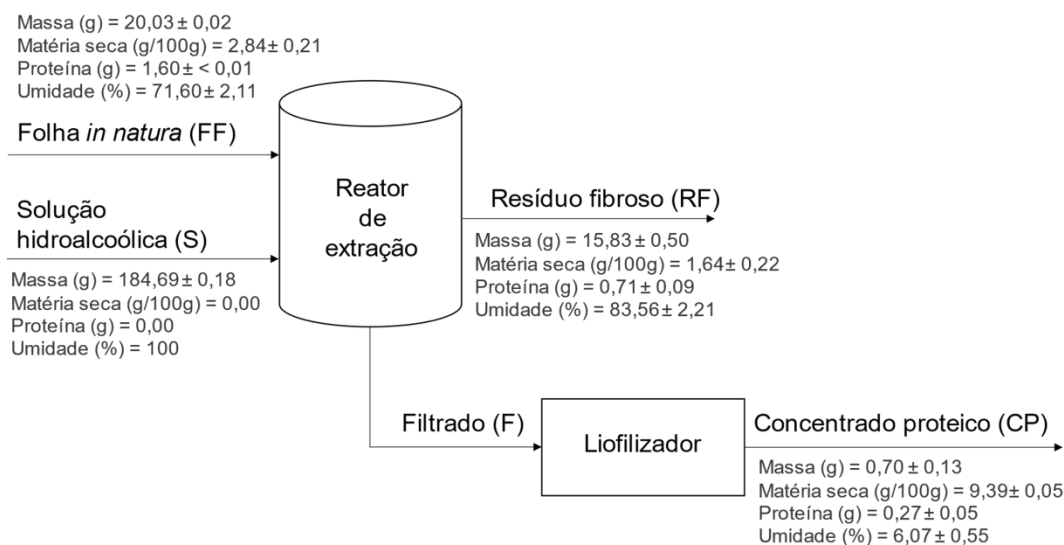 Massa (g) = 20,03 ± 0,02
Matéria seca (g/100g) = 2,84± 0,21
Proteína (g) = 1,60± < 0,01
Umidade (%) = 71,60± 2,11
Folha in natura (FF)
Solução
hidroalcoólica (S)
Massa (g) = 184,69± 0,18
Matéria seca (g/100g) = 0,00
Proteína (g) = 0,00
Umidade (%) = 100
Reator
de
extração
Resíduo fibroso (RF)
Massa (g) = 15,83 ± 0,50
Matéria seca (g/100g) = 1,64± 0,22
Proteína (g) = 0,71± 0,09
Umidade (%) = 83,56 ± 2,21
Filtrado (F)
Liofilizador
Concentrado proteico (CP)
Massa (g) = 0,70 ± 0,13
Matéria seca (g/100g) = 9,39± 0,05
Proteína (g) = 0,27± 0,05
Umidade (%) = 6,07 ± 0,55